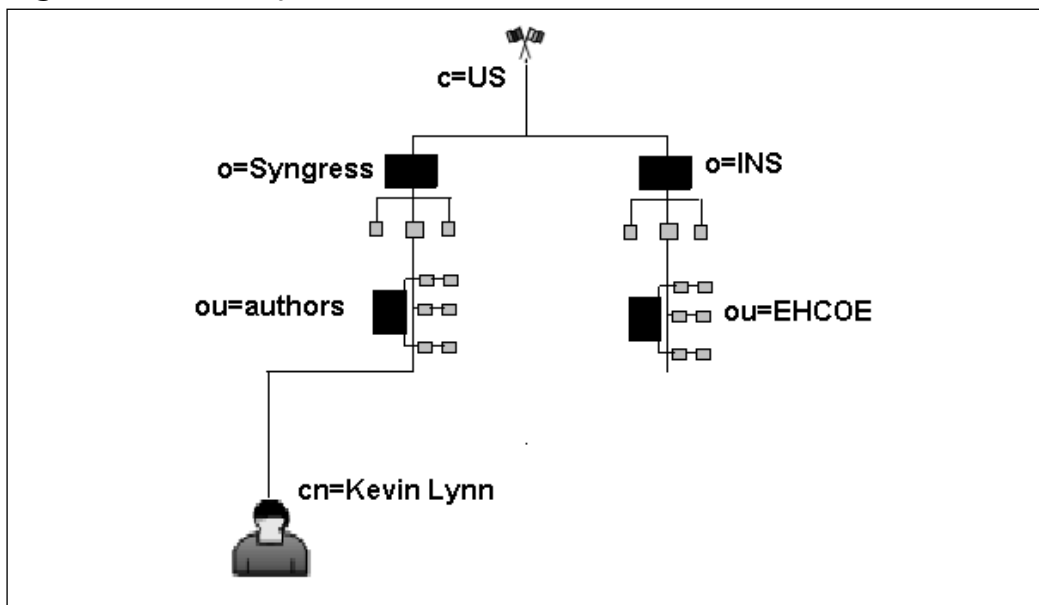 c=US
o=Syngress
o=INS
ou=authors
ou=EHCOE
cn=Kevin Lynn